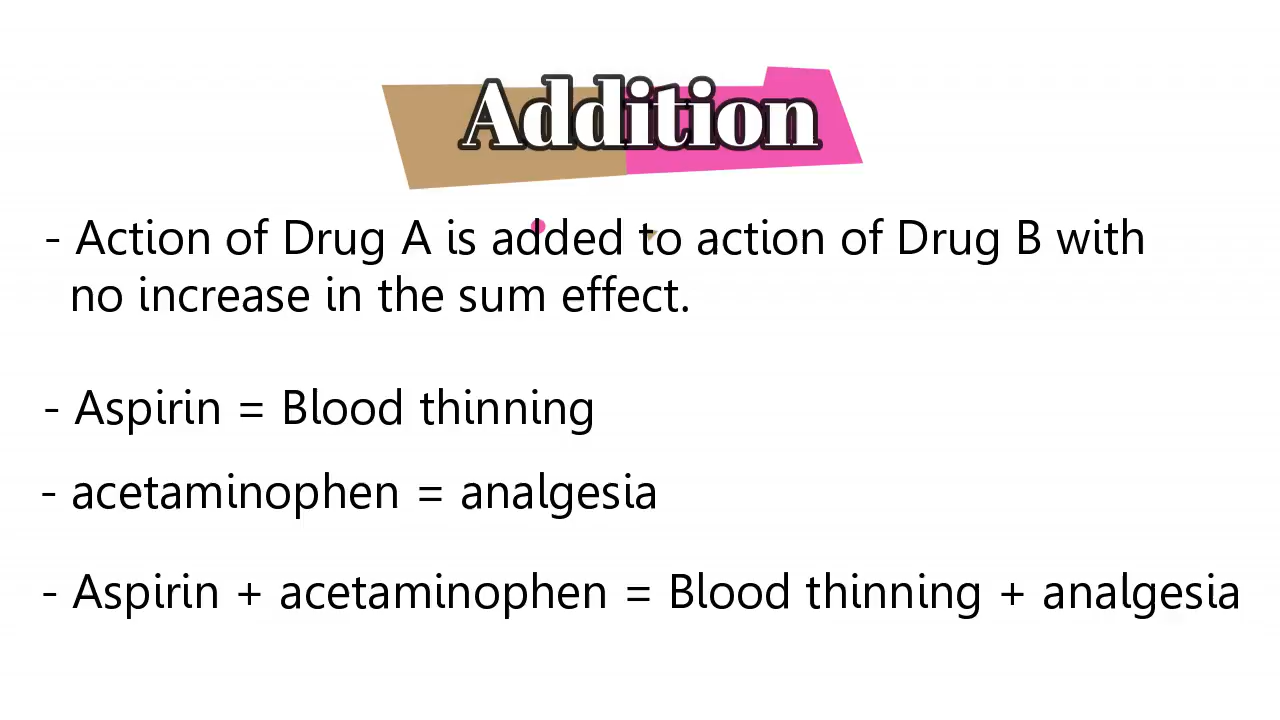 Addition
- Action of Drug A is added to action of Drug B with
no increase in the sum effect.
- Aspirin = Blood thinning
- acetaminophen = analgesia
- Aspirin + acetaminophen = Blood thinning + analgesia